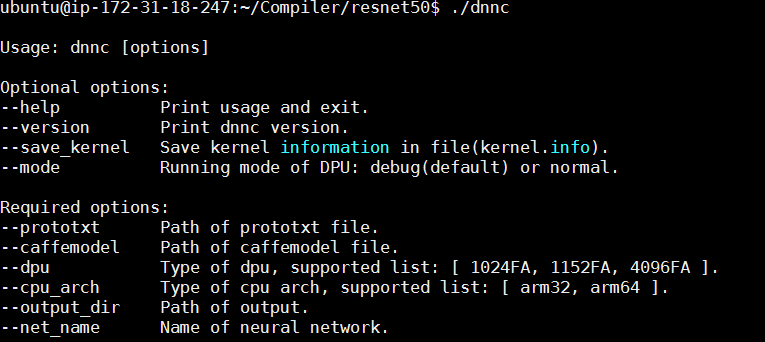 ubuntu@ip-172-31-18-247:~/Compiler/resnet50$ ./dnnc
Usage: dnnc [options]
Optional options:
--help Print usage and exit.
--version Print dnnc version.
--save_kernel Save kernel information in file(kernel.info).
--mode Running mode of DPU: debug(default) or normal.
Required options:
--prototxt Path of prototxt file.
--caffemodel Path of caffemodel file.
--dpu Type of dpu, supported list: [ 1024FA, 1152FA, 4096FA ].
--cpu_arch Type of cpu arch, supported list: [ arm32, arm64 ].
--output_dir Path of output.
--net_name Name of neural network.